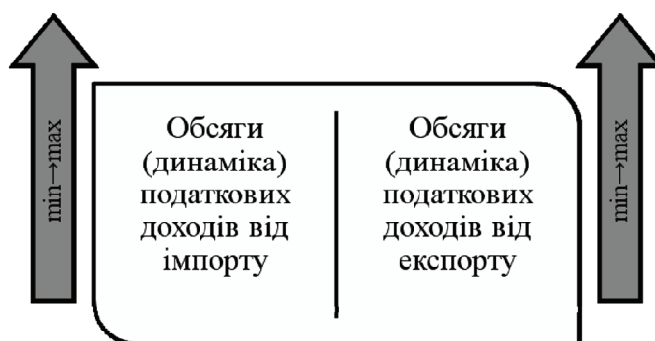 min→max
Обсяги
(динаміка)
податкових
доходів від
імпорту
Обсяги
(динаміка)
податкових
доходів від
експорту
min→max